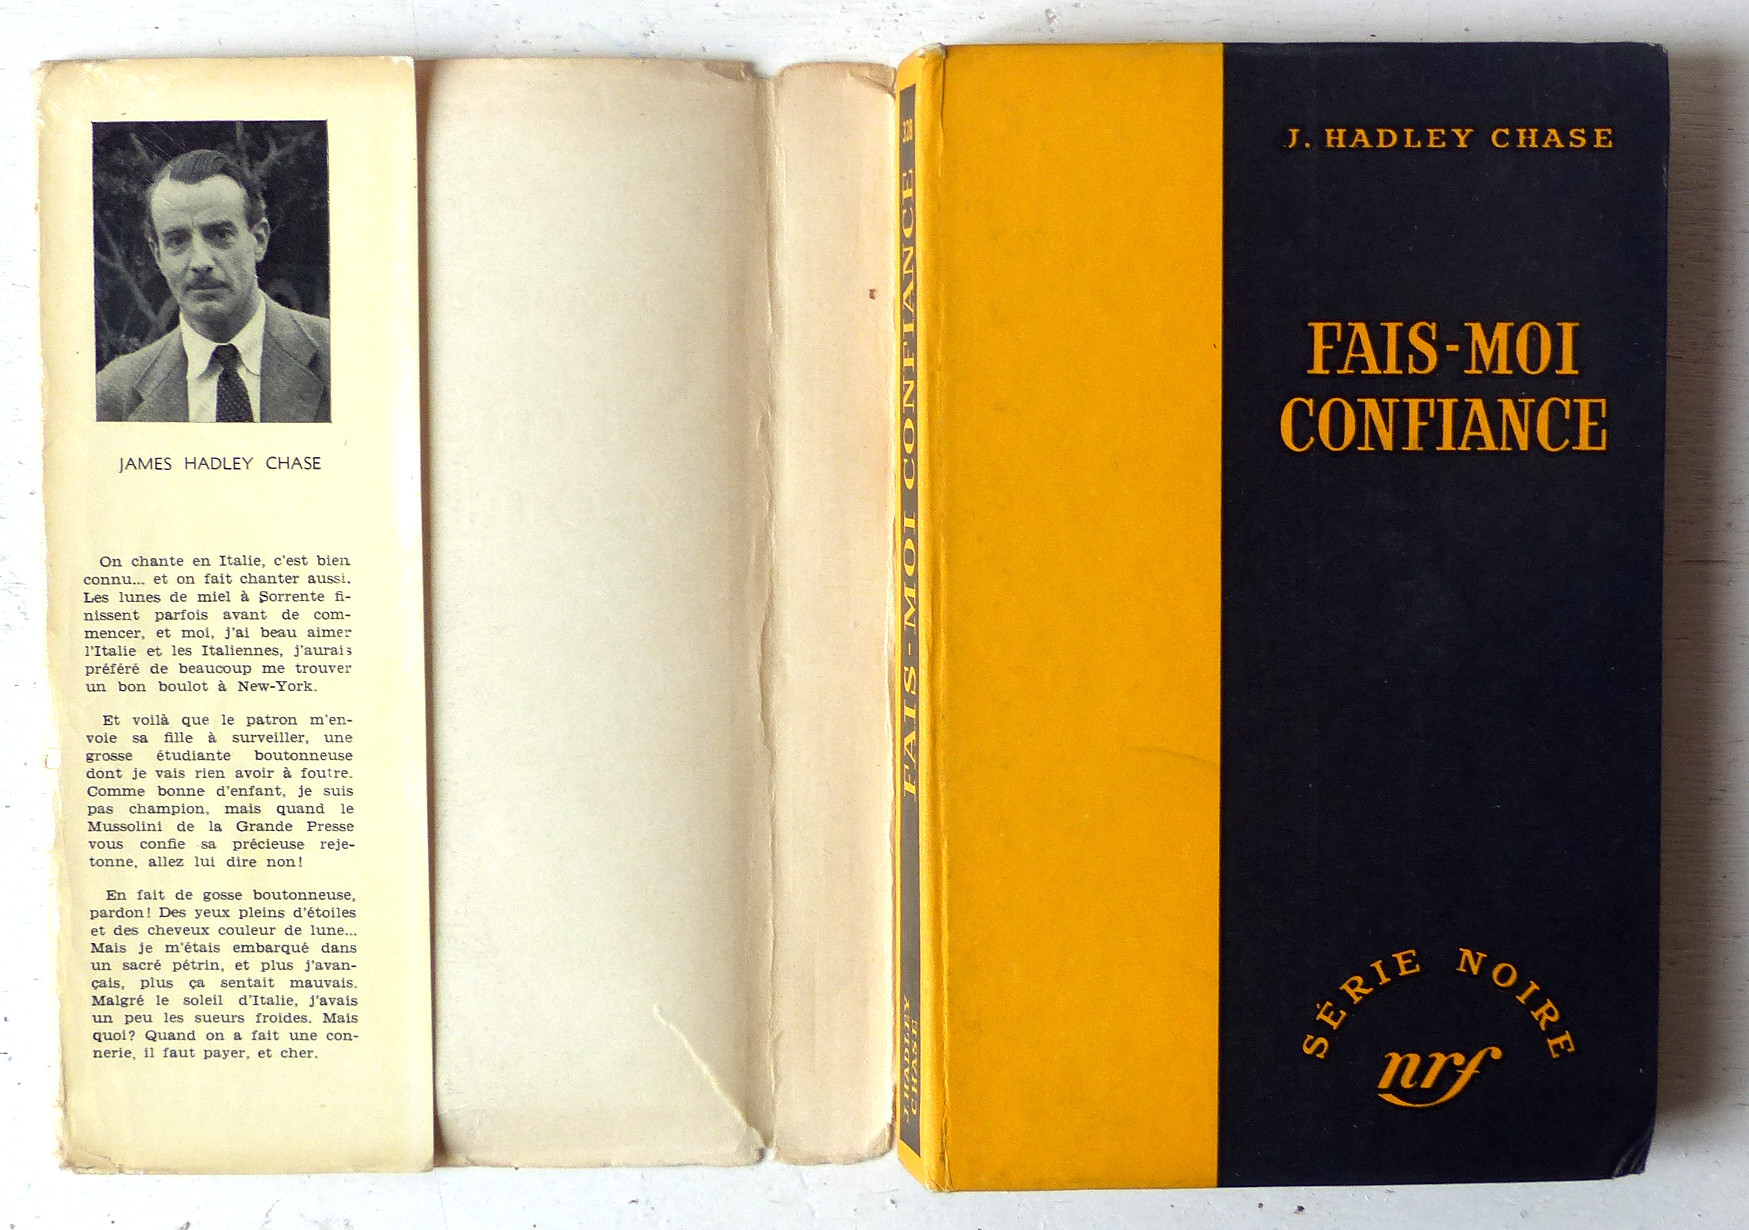 JAMES HADLEY CHASE
On chante en Italie, c'est bien
connu... et on fait chanter aussi.
Les lunes de miel à Sorrente fi-
nissent parfois avant de com-
mencer, et moi, j'ai beau aimer
l'Italie et les Italiennes, j'aurais
préféré de beaucoup me trouver
un bon boulot à New-York.
Et voilà que le patron m'en-
voie sa fille à surveiller, une
grosse étudiante boutonneuse
dont je vais rien avoir à foutre.
Comme bonne d'enfant, je suis
pas champion, mais quand le
Mussolini de la Grande Presse
vous confie sa précieuse reje-
tonne, allez lui dire non!
En fait de gosse boutonneuse,
pardon! Des yeux pleins d'étoiles
et des cheveux couleur de lune...
Mais je m'étais embarqué dans
un sacré pétrin, et plus j'avan-
çais, plus ça sentait mauvais.
Malgré le soleil d'Italie, j'avais
un peu les sueurs froides. Mais
quoi? Quand on a fait une con-
nerie, il faut payer, et cher.
J. HADLEY
CHASE
FAIS-MOI CONFIANCE
328
J. HADLEY CHASE
FAIS-MOI
CONFIANCE
SÉRIE NOIRE
nrf